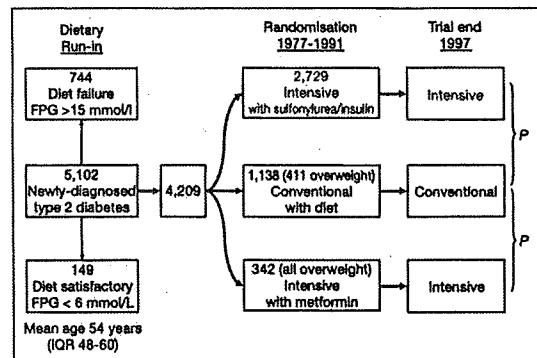 Dietary
Run-in
Randomisation
1977-1991
Trial end
1997
744
Diet failure
FPG >15 mmol/l
2,729
Intensive
with sulfonylurea/insulin
Intensive
P
5,102
Newly-diagnosed
type 2 diabetes
4,209
1,138 (411 overweight)
Conventional
with diet
Conventional
P
149
Diet satisfactory
FPG < 6 mmol/L
342 (all overweight)
Intensive
with metformin
Intensive
Mean age 54 years
(IQR 48-60)